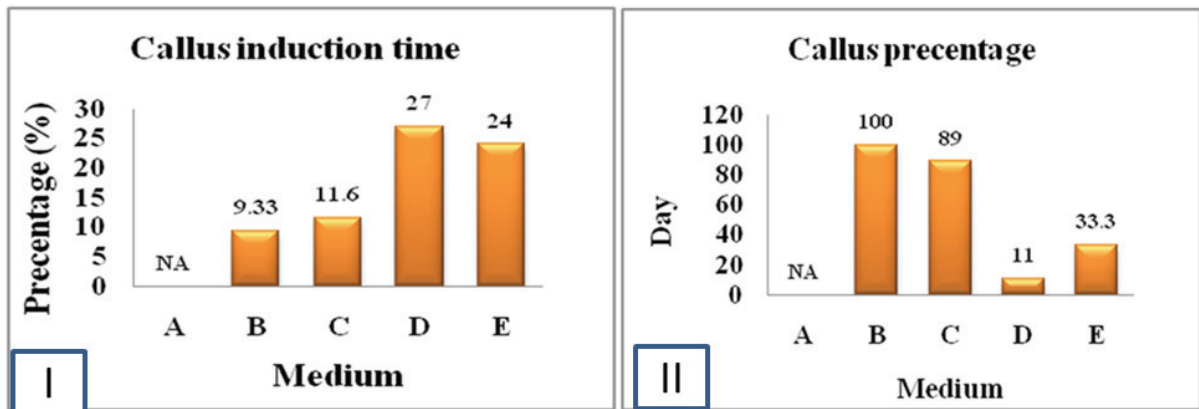 Callus induction time
Precentage (%)
30
25
20
15
10
5
0
NA
9.33
11.6
27
24
A B C D E
Medium
I
Callus precentage
Day
120
100
80
60
40
20
0
NA
100
89
11
33.3
A B C D E
Medium
II